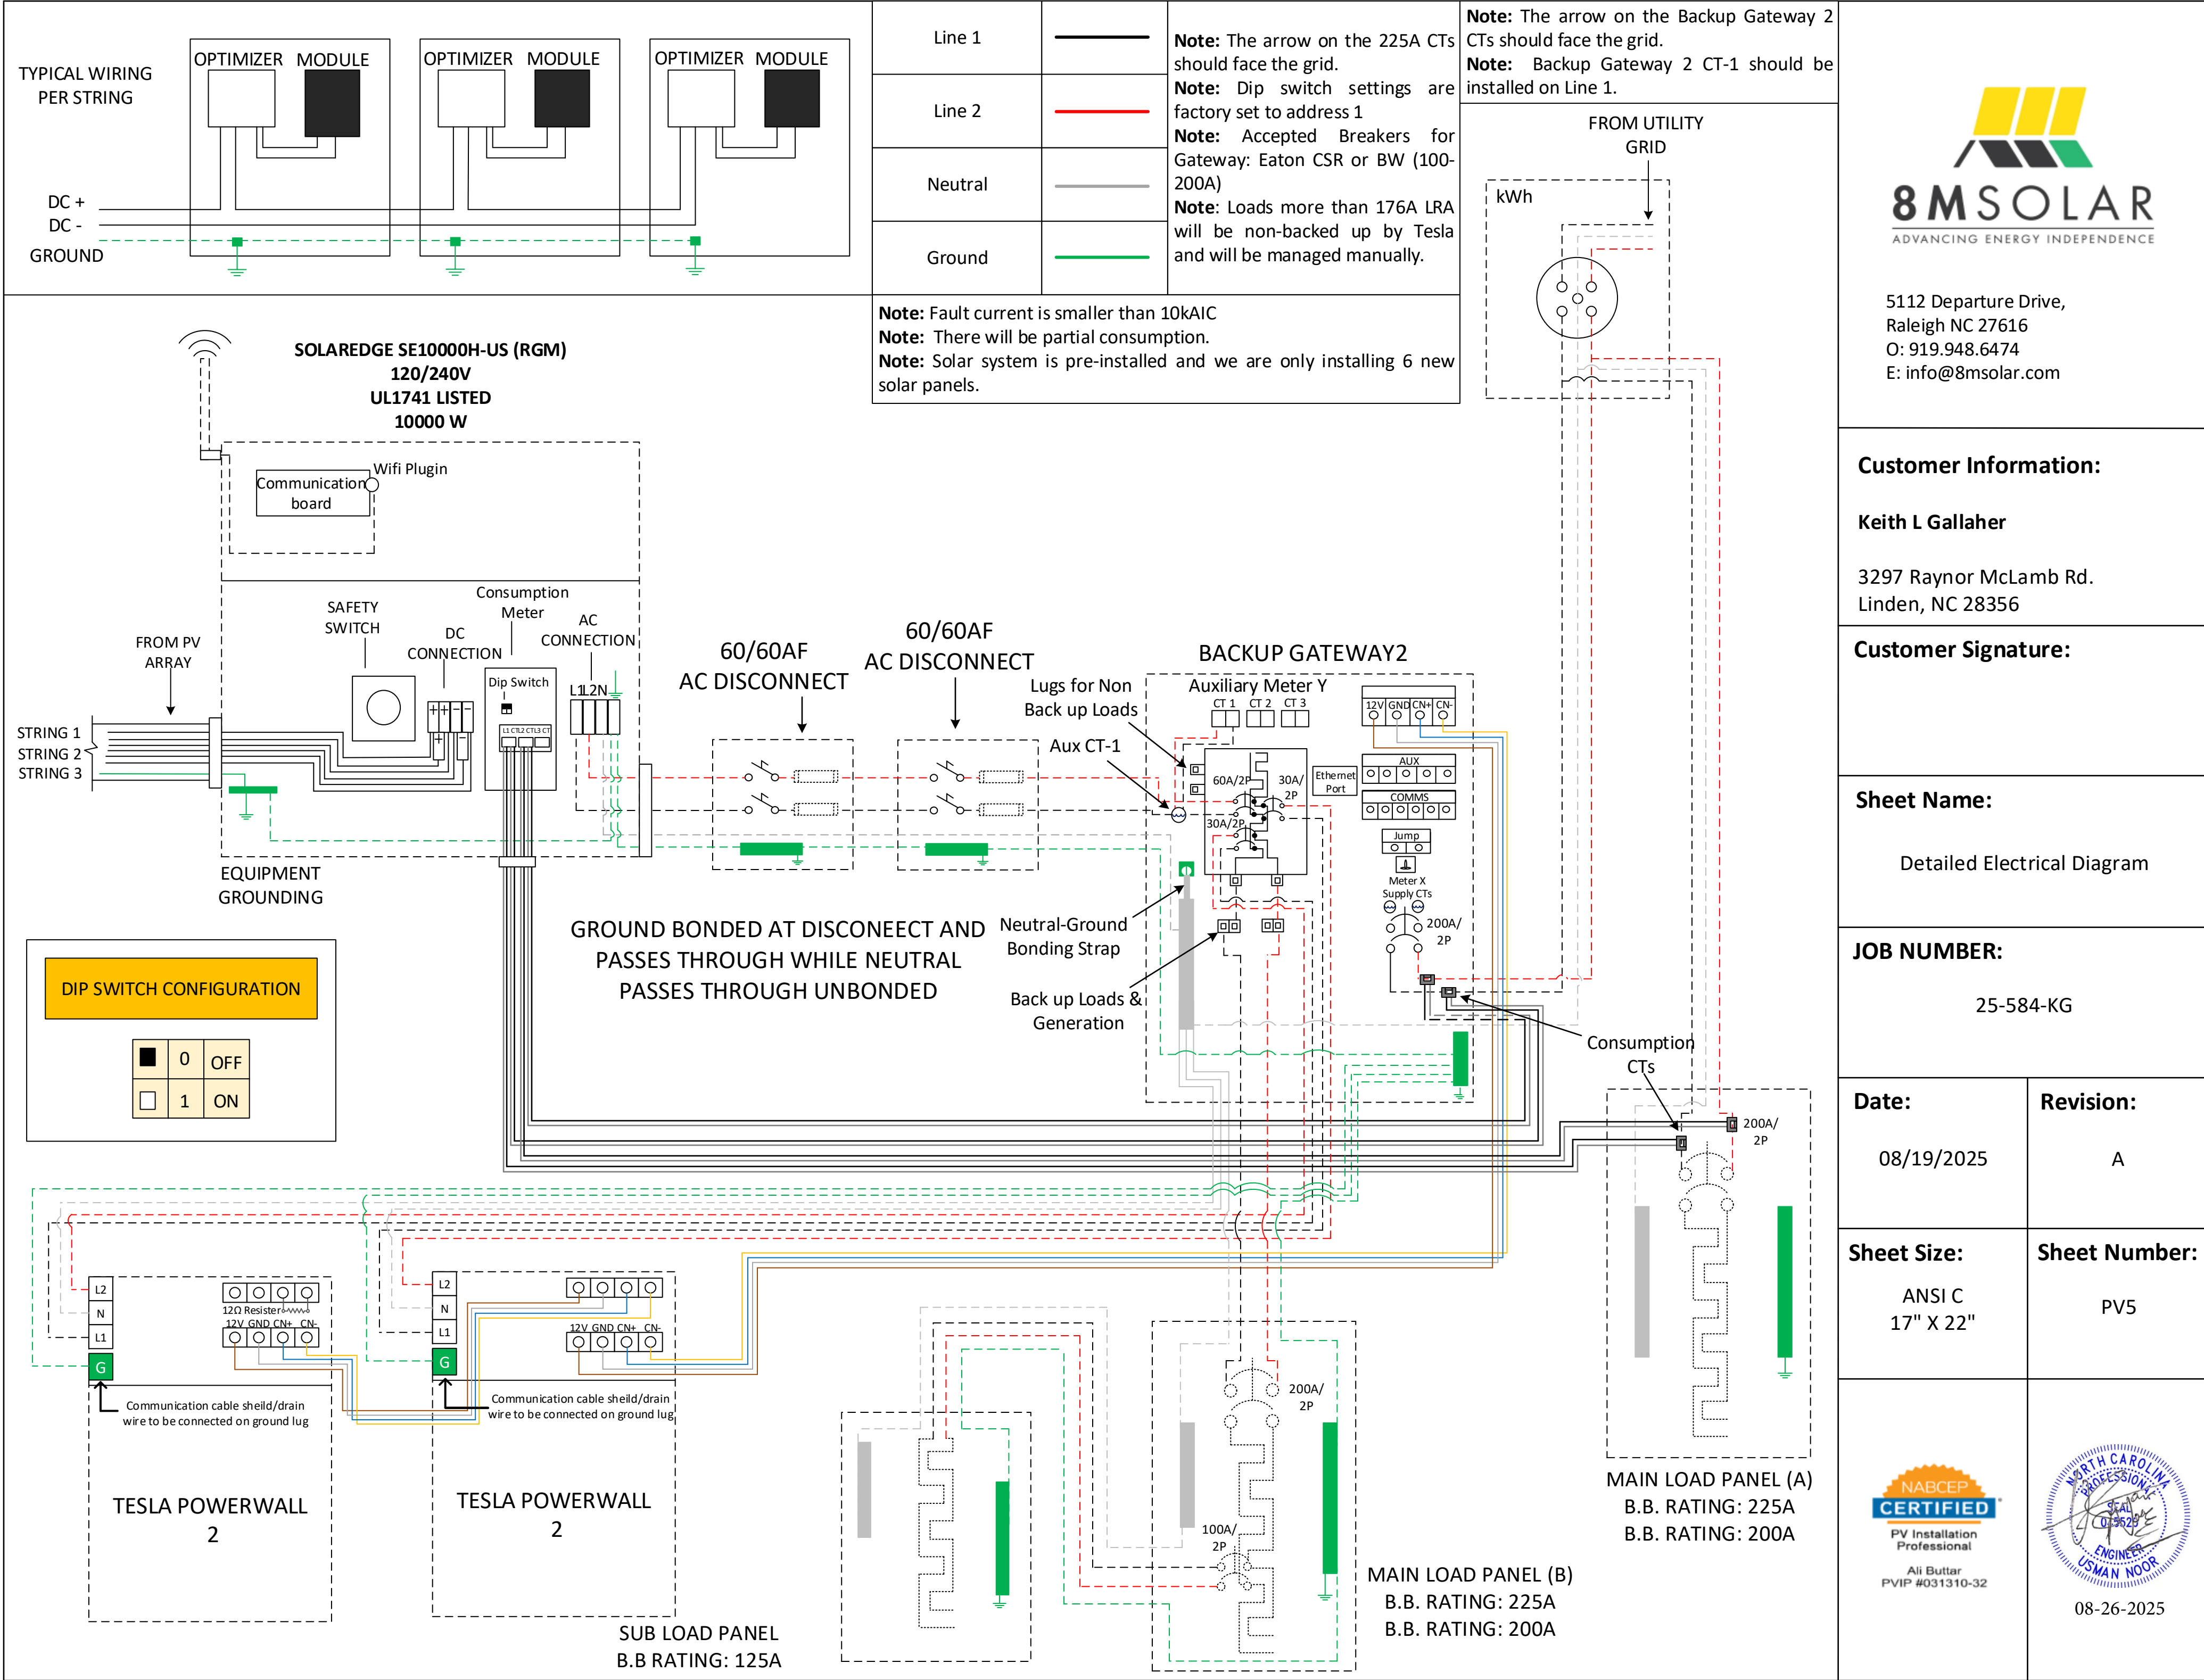 TYPICAL WIRING
PER STRING
OPTIMIZER MODULE
OPTIMIZER MODULE
OPTIMIZER MODULE
DC +
DC -
GROUND
Line 1
Line 2
Neutral
Ground
Note: The arrow on the 225A CTs
should face the grid.
Note: Dip switch settings are
factory set to address 1
Note: Accepted Breakers for
Gateway: Eaton CSR or BW (100-
200A)
Note: Loads more than 176A LRA
will be non-backed up by Tesla
and will be managed manually.
Note: The arrow on the Backup Gateway 2
CTs should face the grid.
Note: Backup Gateway 2 CT-1 should be
installed on Line 1.
Note: Fault current is smaller than 10kAIC
Note: There will be partial consumption.
Note: Solar system is pre-installed and we are only installing 6 new
solar panels.
FROM UTILITY
GRID
kWh
SOLAREDGE SE10000H-US (RGM)
120/240V
UL1741 LISTED
10000 W
Wifi Plugin
Communication
board
FROM PV
ARRAY
SAFETY
SWITCH
DC
CONNECTION
Consumption
Meter
AC
CONNECTION
Dip Switch
L1 CT L2 CT L3 CT
L1 L2 N
+ + - -
+ -
STRING 1
STRING 2
STRING 3
EQUIPMENT
GROUNDING
60/60AF
AC DISCONNECT
60/60AF
AC DISCONNECT
GROUND BONDED AT DISCONEECT AND
PASSES THROUGH WHILE NEUTRAL
PASSES THROUGH UNBONDED
BACKUP GATEWAY2
Lugs for Non
Back up Loads
Auxiliary Meter Y
CT 1 CT 2 CT 3
Aux CT-1
60A/2P
30A/
2P
30A/2P
Ethernet
Port
12V GND CN+ CN-
AUX
COMMS
Jump
Meter X
Supply CTs
200A/
2P
Neutral-Ground
Bonding Strap
Back up Loads &
Generation
Consumption
CTs
DIP SWITCH CONFIGURATION
0 OFF
1 ON
L2
N
L1
G
12Ω Resister
12V GND CN+ CN-
Communication cable sheild/drain
wire to be connected on ground lug
TESLA POWERWALL
2
L2
N
L1
G
12V GND CN+ CN-
Communication cable sheild/drain
wire to be connected on ground lug
TESLA POWERWALL
2
SUB LOAD PANEL
B.B RATING: 125A
200A/
2P
100A/
2P
MAIN LOAD PANEL (B)
B.B. RATING: 225A
B.B. RATING: 200A
200A/
2P
MAIN LOAD PANEL (A)
B.B. RATING: 225A
B.B. RATING: 200A
8MSOLAR
ADVANCING ENERGY INDEPENDENCE
5112 Departure Drive,
Raleigh NC 27616
O: 919.948.6474
E: info@8msolar.com
Customer Information:
Keith L Gallaher
3297 Raynor McLamb Rd.
Linden, NC 28356
Customer Signature:
Sheet Name:
Detailed Electrical Diagram
JOB NUMBER:
25-584-KG
Date:
08/19/2025
Revision:
A
Sheet Size:
ANSI C
17" X 22"
Sheet Number:
PV5
NABCEP
CERTIFIED
PV Installation
Professional
Ali Buttar
PVIP #031310-32
NORTH CAROLINA
PROFESSIONAL
SEAL
ENGINEER
USMAN NOOR
08-26-2025